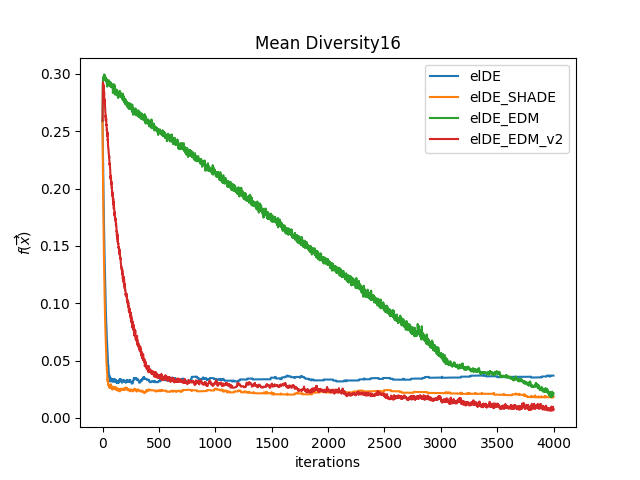 Mean Diversity16
0.30
0.25
0.20
0.15
0.10
0.05
0.00
f(x⃗)
elDE
elDE_SHADE
elDE_EDM
elDE_EDM_v2
0 500 1000 1500 2000 2500 3000 3500 4000
iterations